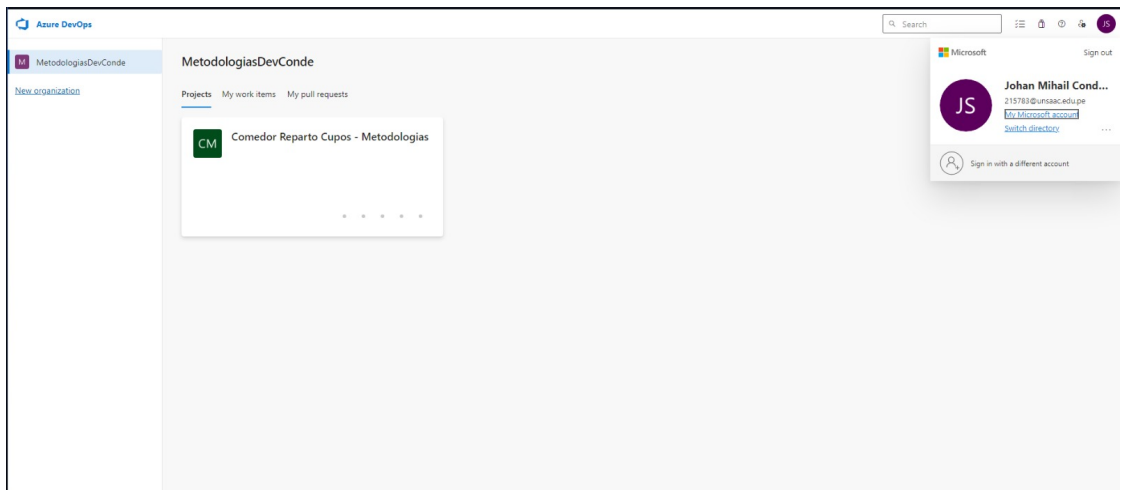 Azure DevOps
Search
JS
M MetodologiasDevConde
New organization
MetodologiasDevConde
Projects My work items My pull requests
CM Comedor Reparto Cupos - Metodologias
Microsoft Sign out
JS
Johan Mihail Cond...
215783@unsaac.edu.pe
My Microsoft account
Switch directory ...
Sign in with a different account